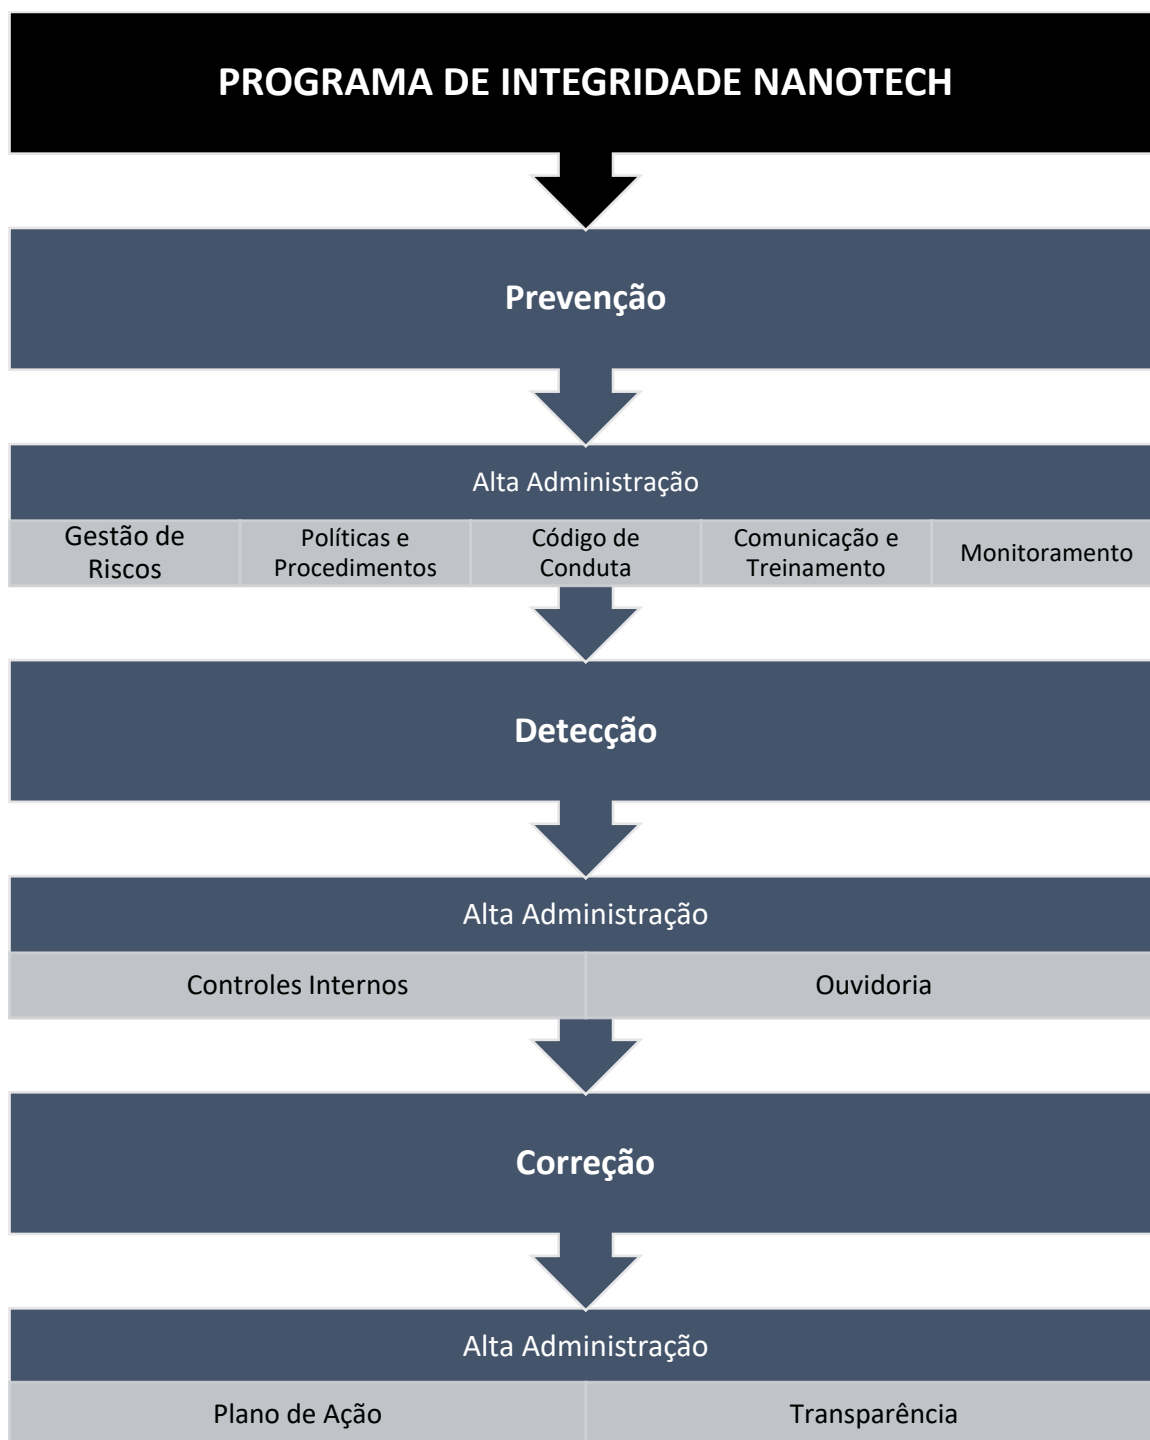 PROGRAMA DE INTEGRIDADE NANOTECH
Prevenção
Alta Administração
Gestão de
Riscos
Políticas e
Procedimentos
Código de
Conduta
Comunicação e
Treinamento
Monitoramento
Detecção
Alta Administração
Controles Internos
Ouvidoria
Correção
Alta Administração
Plano de Ação
Transparência